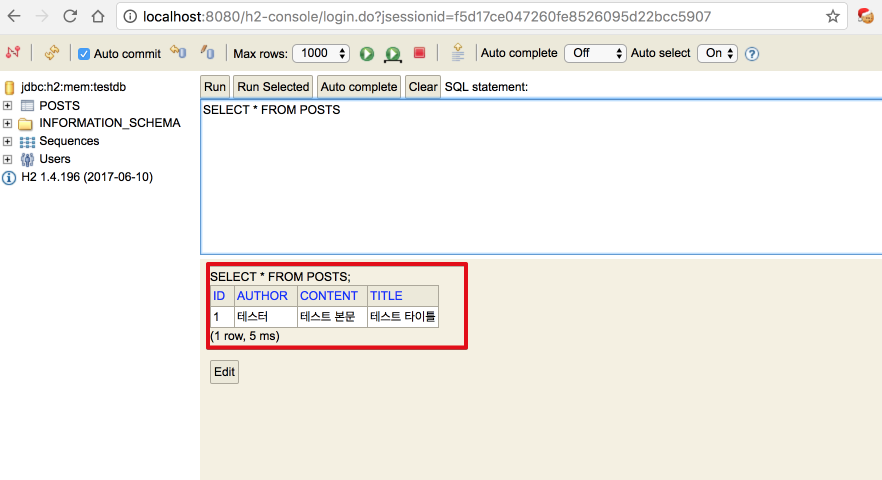 localhost:8080/h2-console/login.do?jsessionid=f5d17ce047260fe8526095d22bcc5907
Auto commit Max rows: 1000 Auto complete Off Auto select On ?
jdbc:h2:mem:testdb
POSTS
INFORMATION_SCHEMA
Sequences
Users
H2 1.4.196 (2017-06-10)
Run Run Selected Auto complete Clear SQL statement:
SELECT * FROM POSTS
SELECT * FROM POSTS;
ID AUTHOR CONTENT TITLE
1 테스터 테스트 본문 테스트 타이틀
(1 row, 5 ms)
Edit